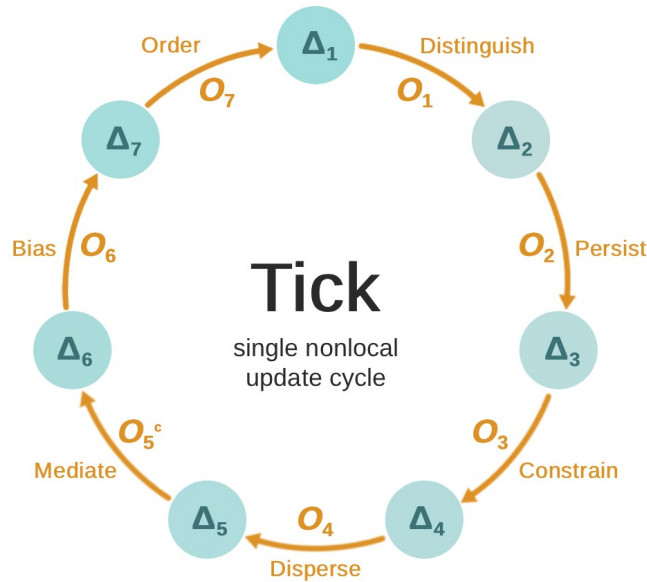 Δ₁
Distinguish
O₁
Δ₂
O₂ Persist
Δ₃
O₃
Constrain
Δ₄
O₄
Disperse
Δ₅
O₅ᶜ
Mediate
Δ₆
Bias O₆
Δ₇
Order
O₇
Tick
single nonlocal
update cycle